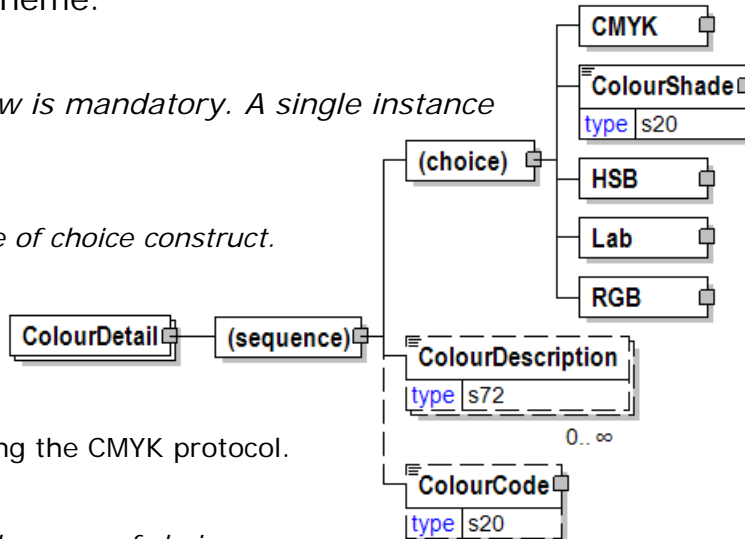 CMYK
w is mandatory. A single instance
ColourShade
type s20
(choice)
HSB
e of choice construct.
Lab
RGB
ColourDetail
(sequence)
ColourDescription
type s72
0.. ∞
ng the CMYK protocol.
ColourCode
type s20